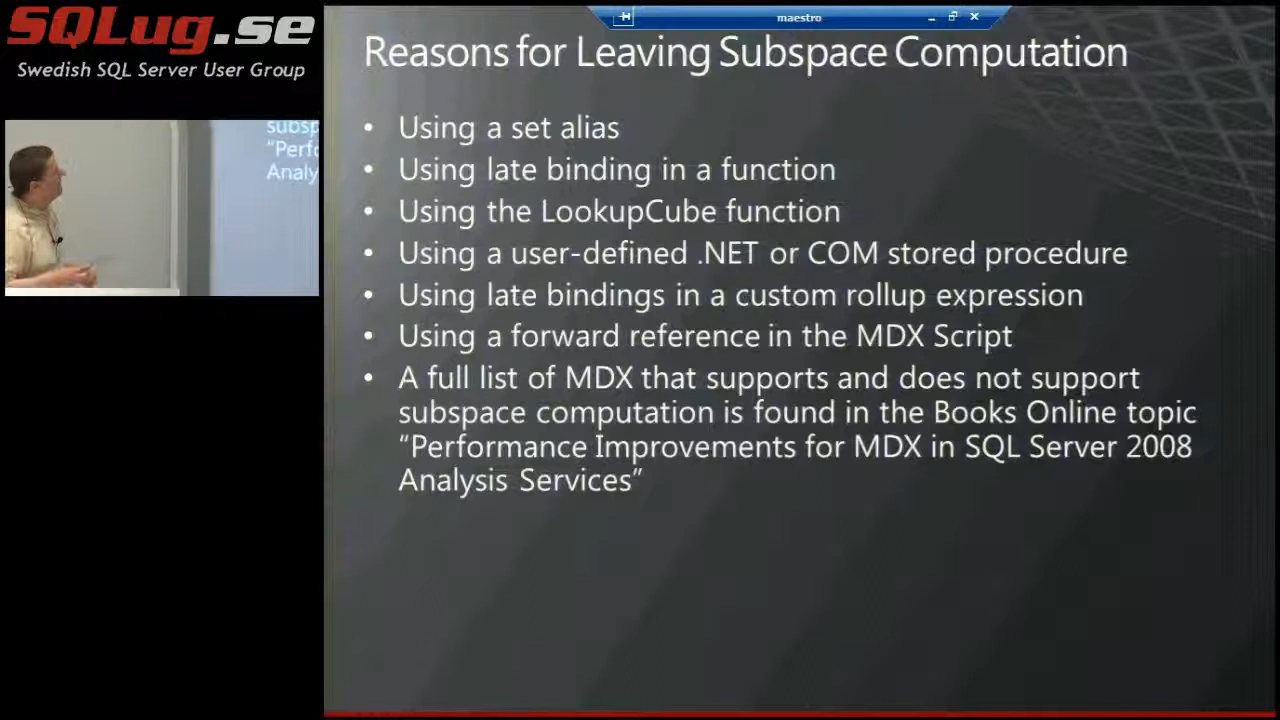 SQLug.se
Swedish SQL Server User Group
maestro
Reasons for Leaving Subspace Computation
• Using a set alias
• Using late binding in a function
• Using the LookupCube function
• Using a user-defined .NET or COM stored procedure
• Using late bindings in a custom rollup expression
• Using a forward reference in the MDX Script
• A full list of MDX that supports and does not support
subspace computation is found in the Books Online topic
“Performance Improvements for MDX in SQL Server 2008
Analysis Services”
subsp
“Perfo
Analy